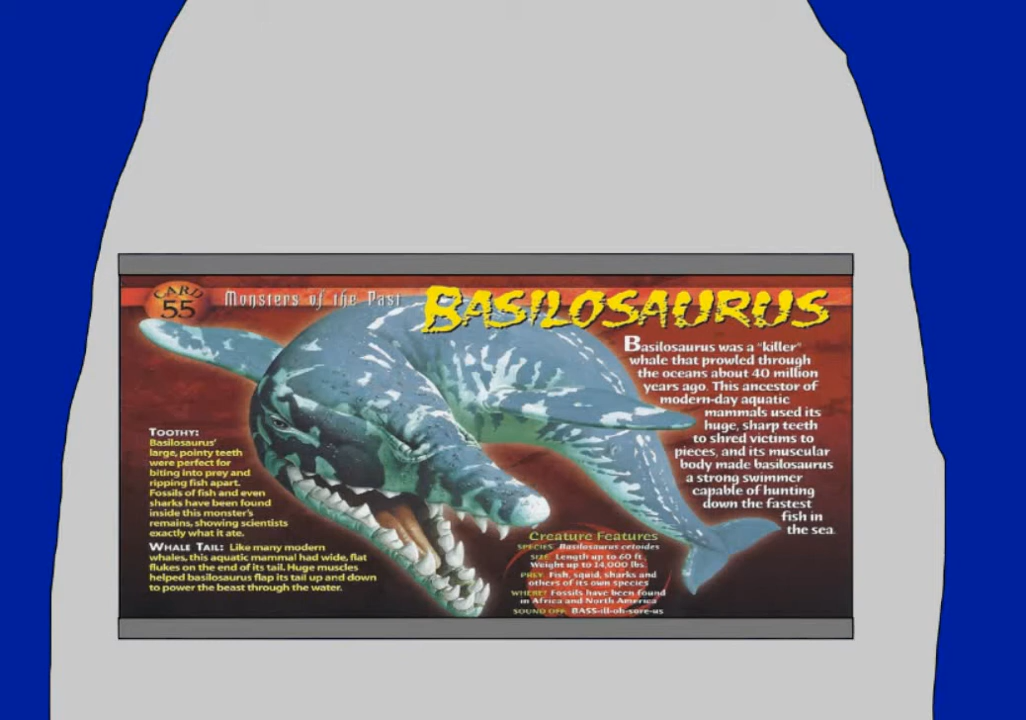 CARD
55
Monsters of the Past
BASILOSAURUS
Basilosaurus was a "killer"
whale that prowled through
the oceans about 40 million
years ago. This ancestor of
modern-day aquatic
mammals used its
huge, sharp teeth
to shred victims to
pieces, and its muscular
body made basilosaurus
a strong swimmer
capable of hunting
down the fastest
fish in
the sea.
TOOTHY:
Basilosaurus'
large, pointy teeth
were perfect for
biting into prey and
ripping fish apart.
Fossils of fish and even
sharks have been found
inside this monster's
remains, showing scientists
exactly what it ate.
WHALE TAIL: Like many modern
whales, this aquatic mammal had wide, flat
flukes on the end of its tail. Huge muscles
helped basilosaurus flap its tail up and down
to power the beast through the water.
Creature Features
SPECIES: Basilosaurus cetoides
SIZE: Length up to 60 ft.
Weight up to 14,000 lbs.
PREY: Fish, squid, sharks and
others of its own species
WHERE? Fossils have been found
in Africa and North America
SOUND OFF: BASS-ill-oh-sore-us